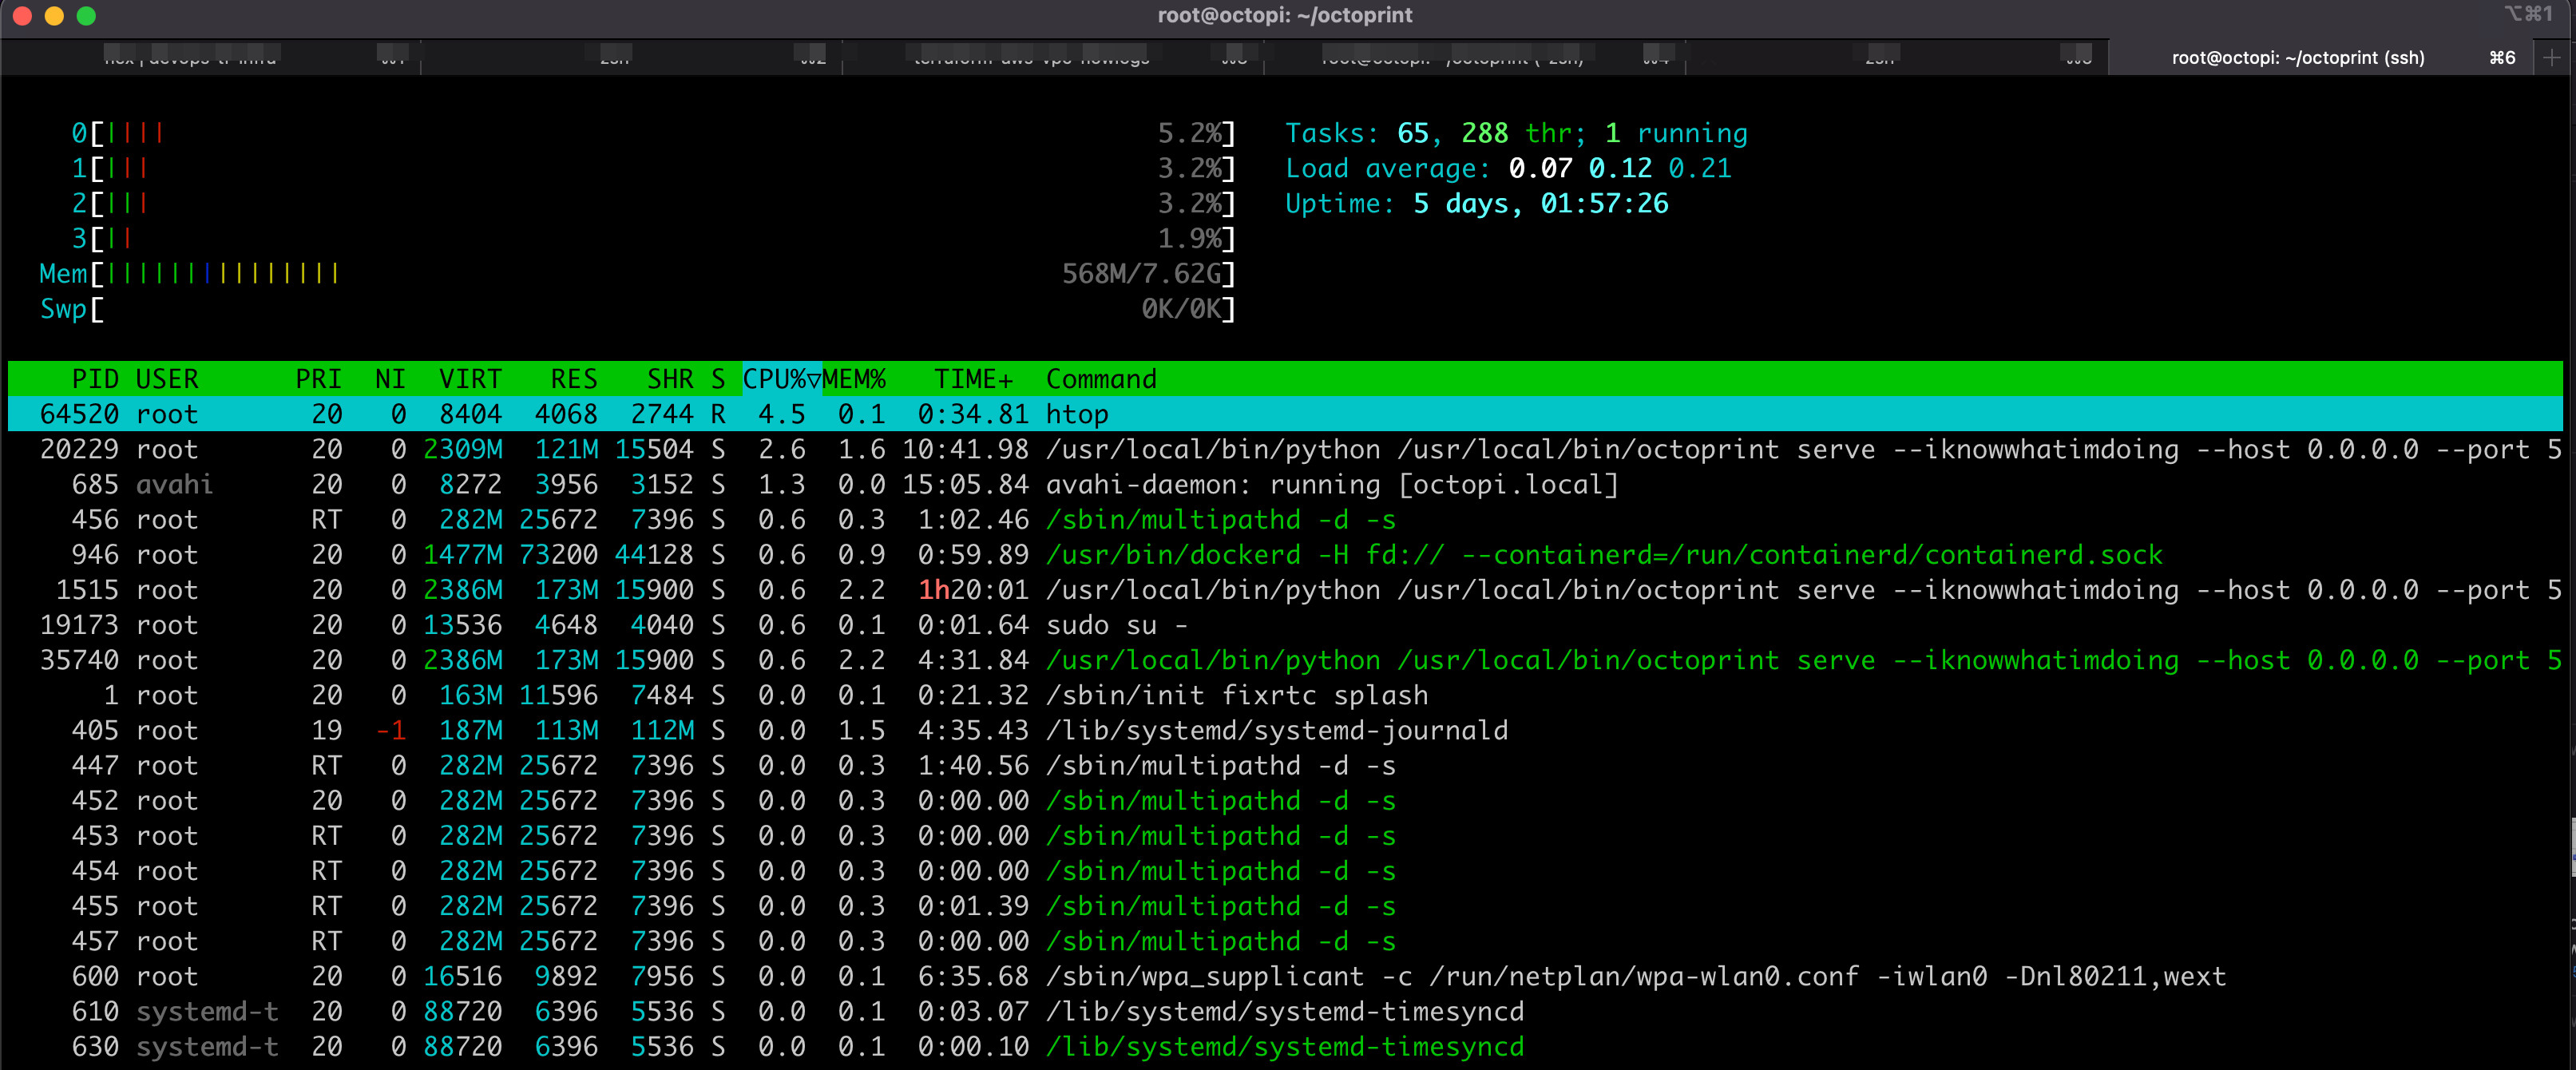 root@octopi: ~/octoprint ⌥⌘1
root@octopi: ~/octoprint (ssh) ⌘6
0[|||| 5.2%] Tasks: 65, 288 thr; 1 running
1[||| 3.2%] Load average: 0.07 0.12 0.21
2[||| 3.2%] Uptime: 5 days, 01:57:26
3[|| 1.9%]
Mem[||||||||||||||| 568M/7.62G]
Swp[ 0K/0K]
PID USER PRI NI VIRT RES SHR S CPU%▽MEM% TIME+ Command
64520 root 20 0 8404 4068 2744 R 4.5 0.1 0:34.81 htop
20229 root 20 0 2309M 121M 15504 S 2.6 1.6 10:41.98 /usr/local/bin/python /usr/local/bin/octoprint serve --iknowwhatimdoing --host 0.0.0.0 --port 5
685 avahi 20 0 8272 3956 3152 S 1.3 0.0 15:05.84 avahi-daemon: running [octopi.local]
456 root RT 0 282M 25672 7396 S 0.6 0.3 1:02.46 /sbin/multipathd -d -s
946 root 20 0 1477M 73200 44128 S 0.6 0.9 0:59.89 /usr/bin/dockerd -H fd:// --containerd=/run/containerd/containerd.sock
1515 root 20 0 2386M 173M 15900 S 0.6 2.2 1h20:01 /usr/local/bin/python /usr/local/bin/octoprint serve --iknowwhatimdoing --host 0.0.0.0 --port 5
19173 root 20 0 13536 4648 4040 S 0.6 0.1 0:01.64 sudo su -
35740 root 20 0 2386M 173M 15900 S 0.6 2.2 4:31.84 /usr/local/bin/python /usr/local/bin/octoprint serve --iknowwhatimdoing --host 0.0.0.0 --port 5
1 root 20 0 163M 11596 7484 S 0.0 0.1 0:21.32 /sbin/init fixrtc splash
405 root 19 -1 187M 113M 112M S 0.0 1.5 4:35.43 /lib/systemd/systemd-journald
447 root RT 0 282M 25672 7396 S 0.0 0.3 1:40.56 /sbin/multipathd -d -s
452 root 20 0 282M 25672 7396 S 0.0 0.3 0:00.00 /sbin/multipathd -d -s
453 root RT 0 282M 25672 7396 S 0.0 0.3 0:00.00 /sbin/multipathd -d -s
454 root RT 0 282M 25672 7396 S 0.0 0.3 0:00.00 /sbin/multipathd -d -s
455 root RT 0 282M 25672 7396 S 0.0 0.3 0:01.39 /sbin/multipathd -d -s
457 root RT 0 282M 25672 7396 S 0.0 0.3 0:00.00 /sbin/multipathd -d -s
600 root 20 0 16516 9892 7956 S 0.0 0.1 6:35.68 /sbin/wpa_supplicant -c /run/netplan/wpa-wlan0.conf -iwlan0 -Dnl80211,wext
610 systemd-t 20 0 88720 6396 5536 S 0.0 0.1 0:03.07 /lib/systemd/systemd-timesyncd
630 systemd-t 20 0 88720 6396 5536 S 0.0 0.1 0:00.10 /lib/systemd/systemd-timesyncd